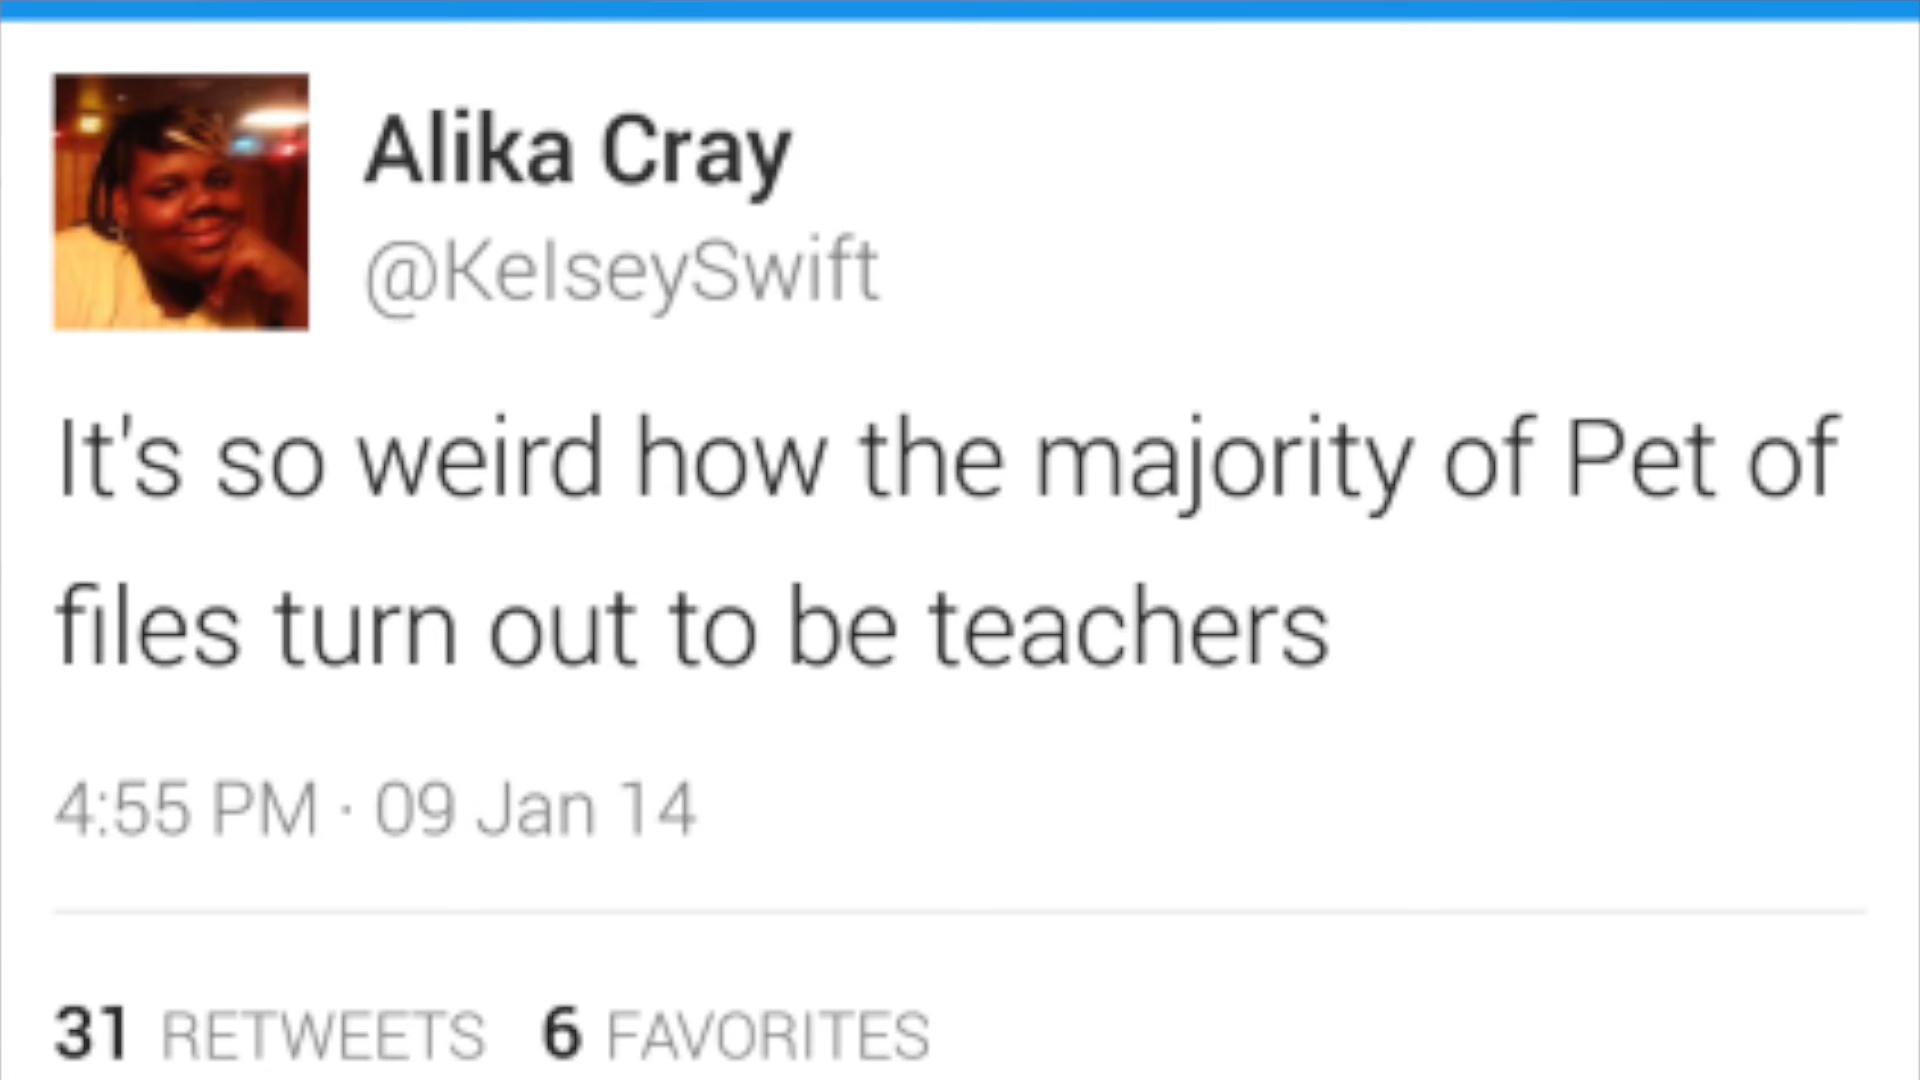 Alika Cray
@KelseySwift
It's so weird how the majority of Pet of
files turn out to be teachers
4:55 PM · 09 Jan 14
31 RETWEETS 6 FAVORITES